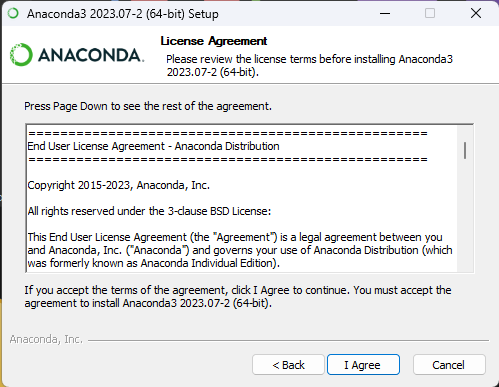 Anaconda3 2023.07-2 (64-bit) Setup
License Agreement
ANACONDA.
Please review the license terms before installing Anaconda3
2023.07-2 (64-bit).
Press Page Down to see the rest of the agreement.
==================================================
End User License Agreement - Anaconda Distribution
==================================================
Copyright 2015-2023, Anaconda, Inc.
All rights reserved under the 3-clause BSD License:
This End User License Agreement (the "Agreement") is a legal agreement between you
and Anaconda, Inc. ("Anaconda") and governs your use of Anaconda Distribution (which
was formerly known as Anaconda Individual Edition).
If you accept the terms of the agreement, click I Agree to continue. You must accept the
agreement to install Anaconda3 2023.07-2 (64-bit).
Anaconda, Inc.
< Back
I Agree
Cancel